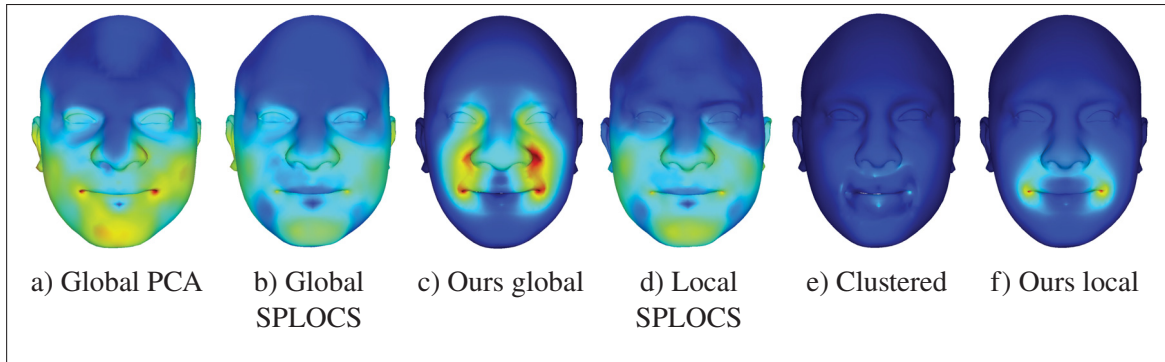 a) Global PCA
b) Global
SPLOCS
c) Ours global
d) Local
SPLOCS
e) Clustered
f) Ours local